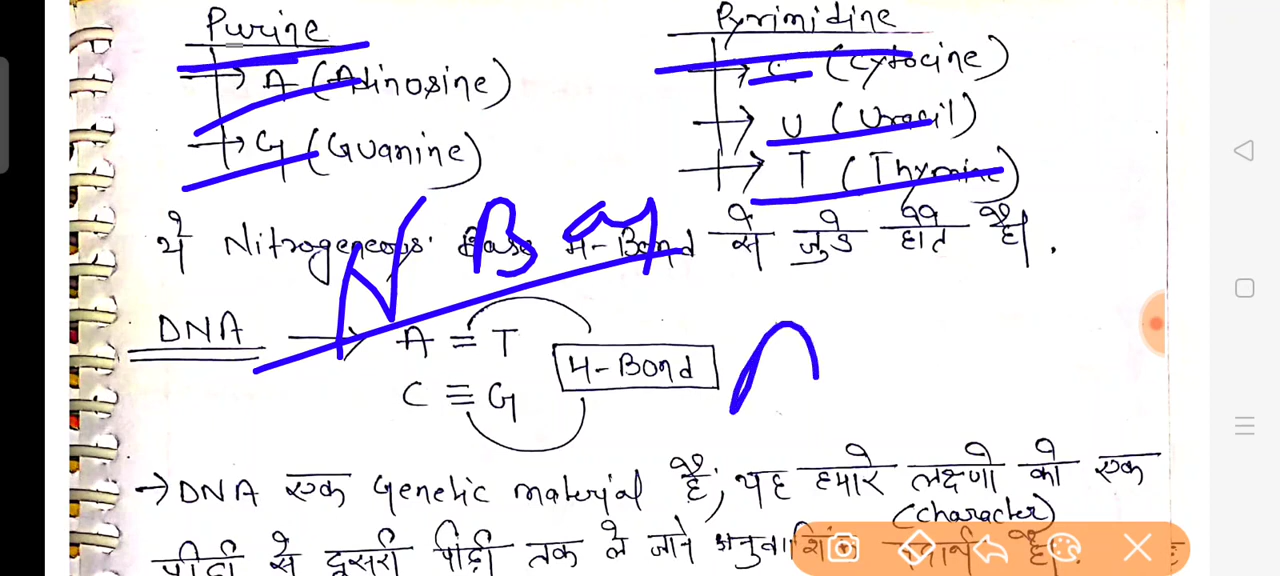 Purine Pyrimidine
→ A (Adinosine) → C (Cytocine)
→ G (Guanine) → U (Uracil)
→ T (Thymine)
ये Nitrogeneous Base H-Bond से जुडे होते है।
DNA → A = T
H-Bond
C ≡ G
→ DNA एक Genetic material है, यह हमारे लक्षणो को एक
(character)
पीढी से दूसरी पीढी तक ले जाने है।
N B